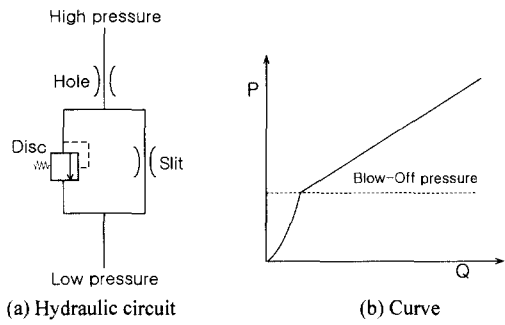 High pressure
Hole
Disc
Slit
Low pressure
(a) Hydraulic circuit
P
Blow-Off pressure
Q
(b) Curve